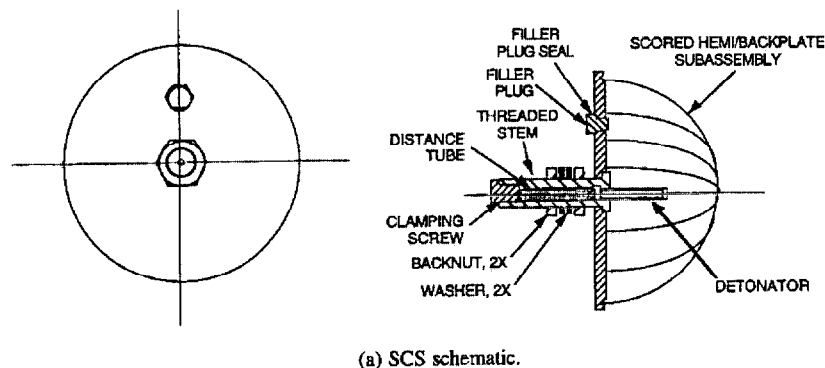 FILLER
PLUG SEAL
FILLER
PLUG
THREADED
STEM
DISTANCE
TUBE
CLAMPING
SCREW
BACKNUT, 2X
WASHER, 2X
SCORED HEMI/BACKPLATE
SUBASSEMBLY
DETONATOR
(a) SCS schematic.